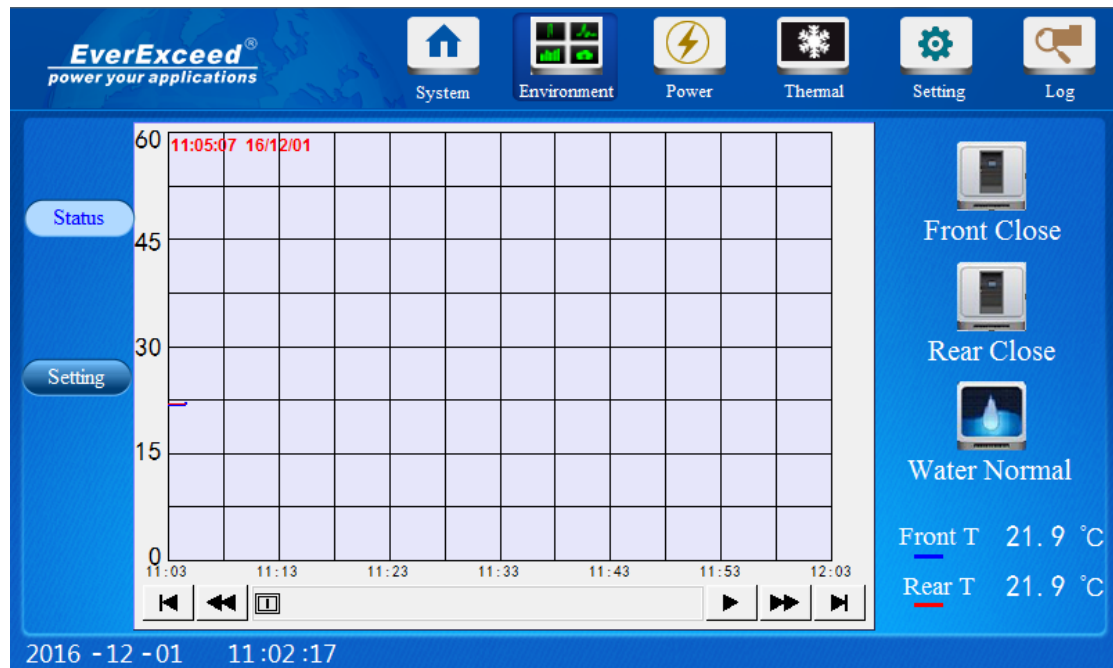 EverExceed®
power your applications
System
Environment
Power
Thermal
Setting
Log
Status
Setting
60
45
30
15
0
11:05:07 16/12/01
11:03
11:13
11:23
11:33
11:43
11:53
12:03
Front Close
Rear Close
Water Normal
Front T 21.9 ℃
Rear T 21.9 ℃
2016 -12 -01 11:02:17